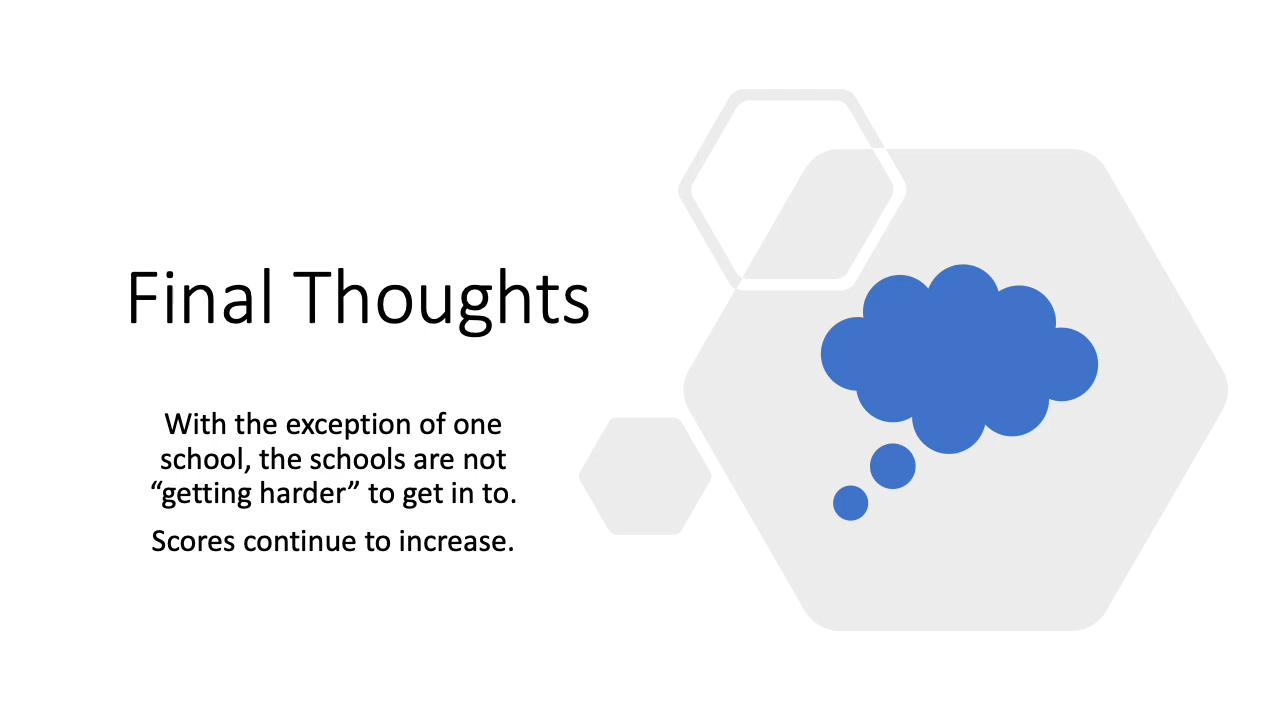 Final Thoughts
With the exception of one
school, the schools are not
“getting harder” to get in to.
Scores continue to increase.